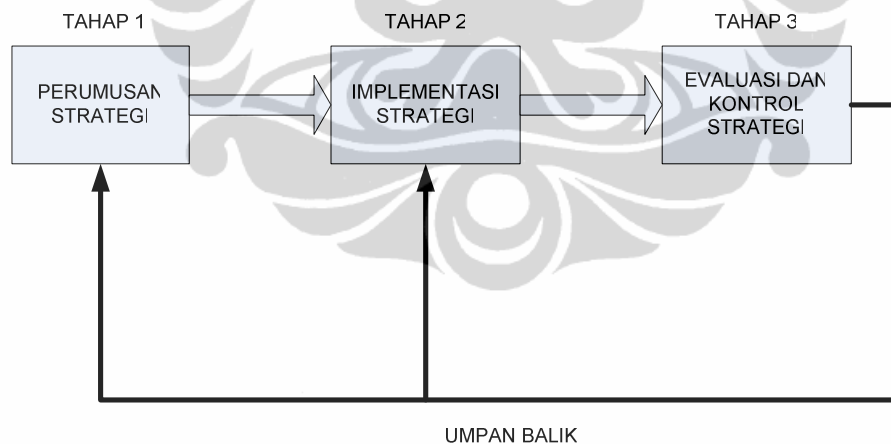 TAHAP 1
TAHAP 2
TAHAP 3
PERUMUSAN
STRATEGI
IMPLEMENTASI
STRATEGI
EVALUASI DAN
KONTROL
STRATEGI
UMPAN BALIK